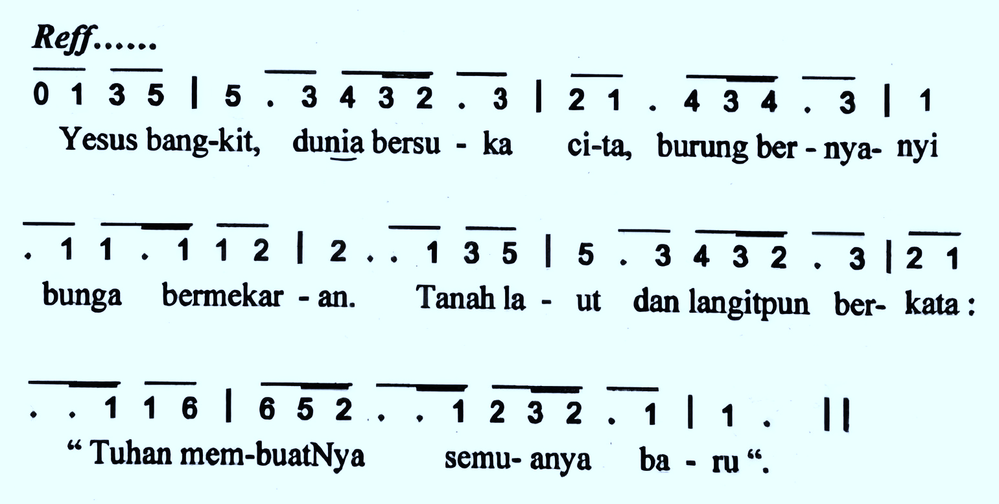 Reff......
0 1 3 5 | 5 . 3 4 3 2 . 3 | 2 1 . 4 3 4 . 3 | 1
Yesus bang-kit, dunia bersu - ka ci-ta, burung ber - nya- nyi
. 1 1 . 1 1 2 | 2 . . 1 3 5 | 5 . 3 4 3 2 . 3 | 2 1
bunga bermekar - an. Tanah la - ut dan langitpun ber- kata :
. . 1 1 6 | 6 5 2 . . 1 2 3 2 . 1 | 1 . ||
“ Tuhan mem-buatNya semu- anya ba - ru “.